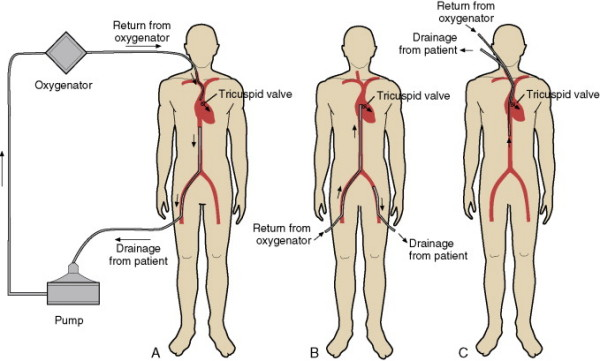 Return from
oxygenator
Oxygenator
Tricuspid valve
Drainage
from patient
Pump
A
Tricuspid valve
Return from
oxygenator
Drainage
from patient
B
Return from
oxygenator
Drainage
from patient
Tricuspid valve
C